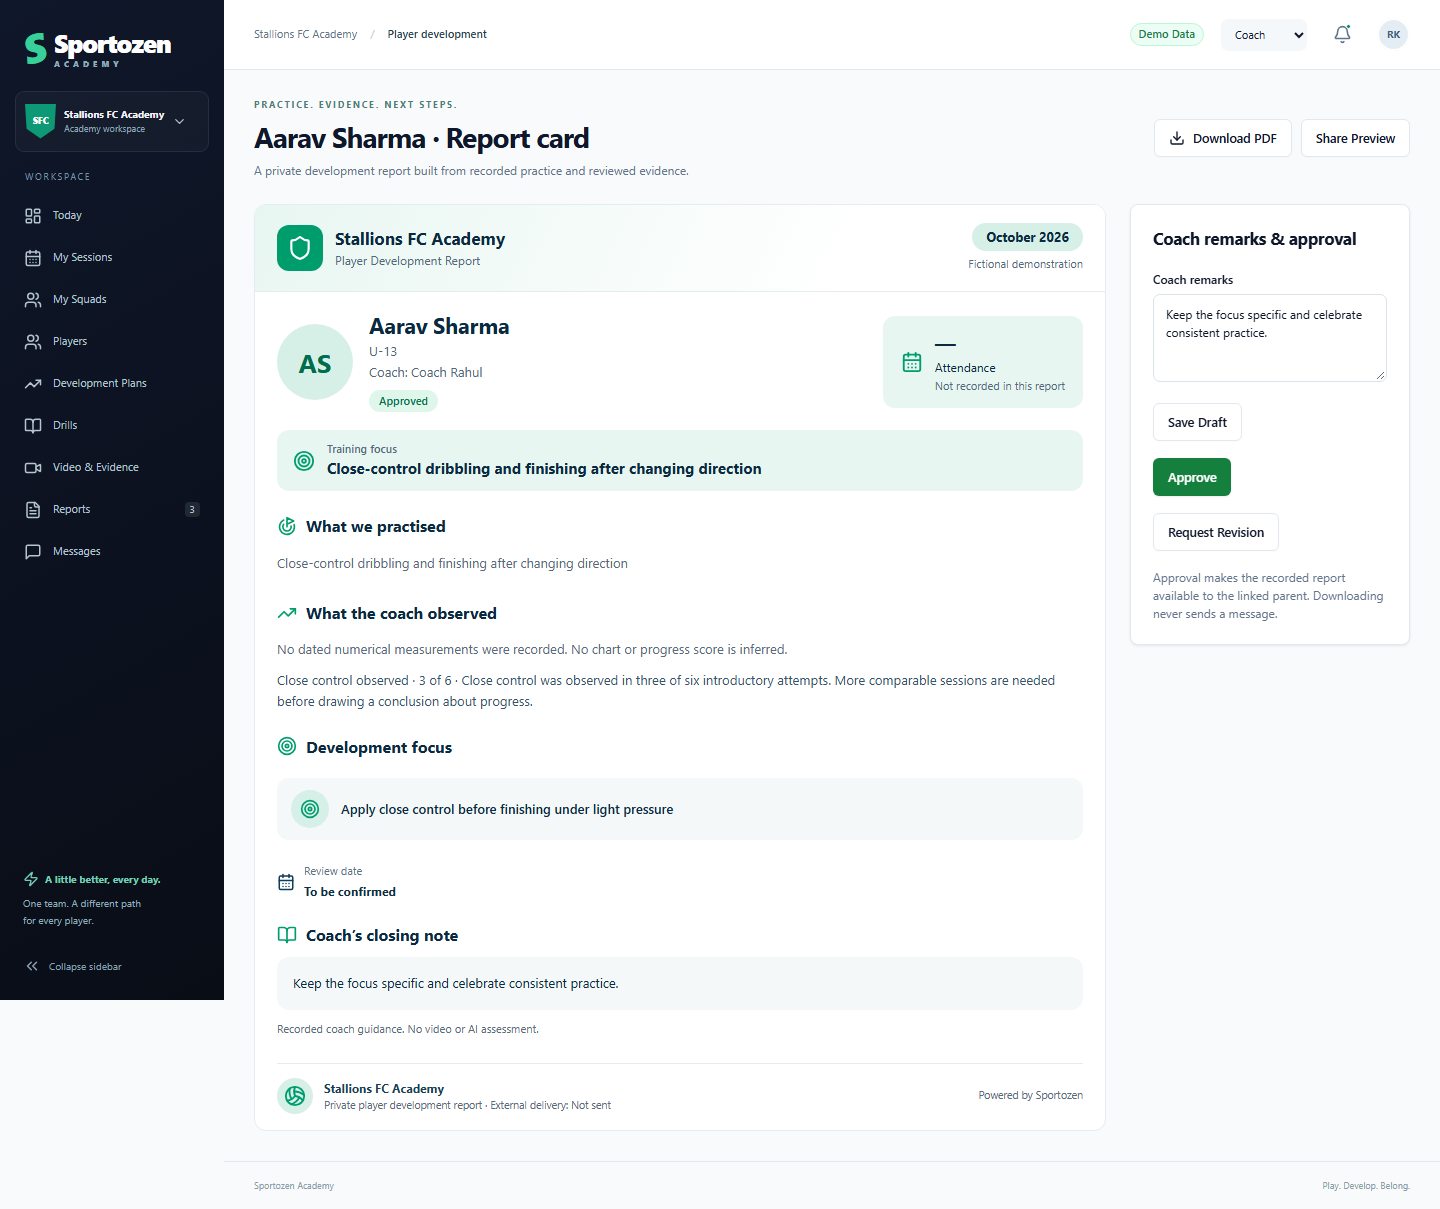 Sportozen
ACADEMY
SFC
Stallions FC Academy
Academy workspace
WORKSPACE
Today
My Sessions
My Squads
Players
Development Plans
Drills
Video & Evidence
Reports
3
Messages
A little better, every day.
One team. A different path
for every player.
Collapse sidebar
Stallions FC Academy / Player development
Demo Data
Coach
RK
PRACTICE. EVIDENCE. NEXT STEPS.
Aarav Sharma · Report card
A private development report built from recorded practice and reviewed evidence.
Download PDF
Share Preview
Stallions FC Academy
Player Development Report
October 2026
Fictional demonstration
AS
Aarav Sharma
U-13
Coach: Coach Rahul
Approved
—
Attendance
Not recorded in this report
Training focus
Close-control dribbling and finishing after changing direction
What we practised
Close-control dribbling and finishing after changing direction
What the coach observed
No dated numerical measurements were recorded. No chart or progress score is inferred.
Close control observed · 3 of 6 · Close control was observed in three of six introductory attempts. More comparable sessions are needed
before drawing a conclusion about progress.
Development focus
Apply close control before finishing under light pressure
Review date
To be confirmed
Coach's closing note
Keep the focus specific and celebrate consistent practice.
Recorded coach guidance. No video or AI assessment.
Stallions FC Academy
Private player development report · External delivery: Not sent
Powered by Sportozen
Coach remarks & approval
Coach remarks
Keep the focus specific and celebrate
consistent practice.
Save Draft
Approve
Request Revision
Approval makes the recorded report
available to the linked parent. Downloading
never sends a message.
Sportozen Academy
Play. Develop. Belong.